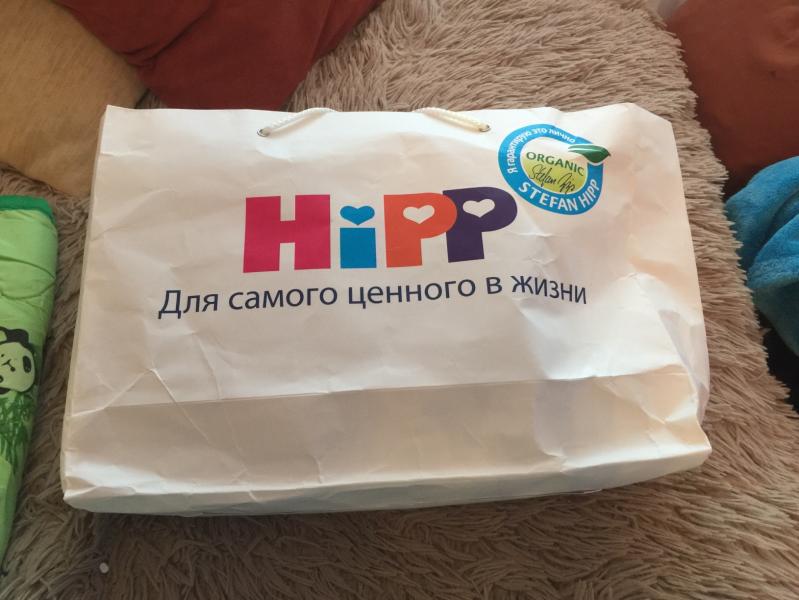 Я гарантирую это лично
ORGANIC
Stefan Hipp
STEFAN HIPP
HiPP
Для самого ценного в жизни